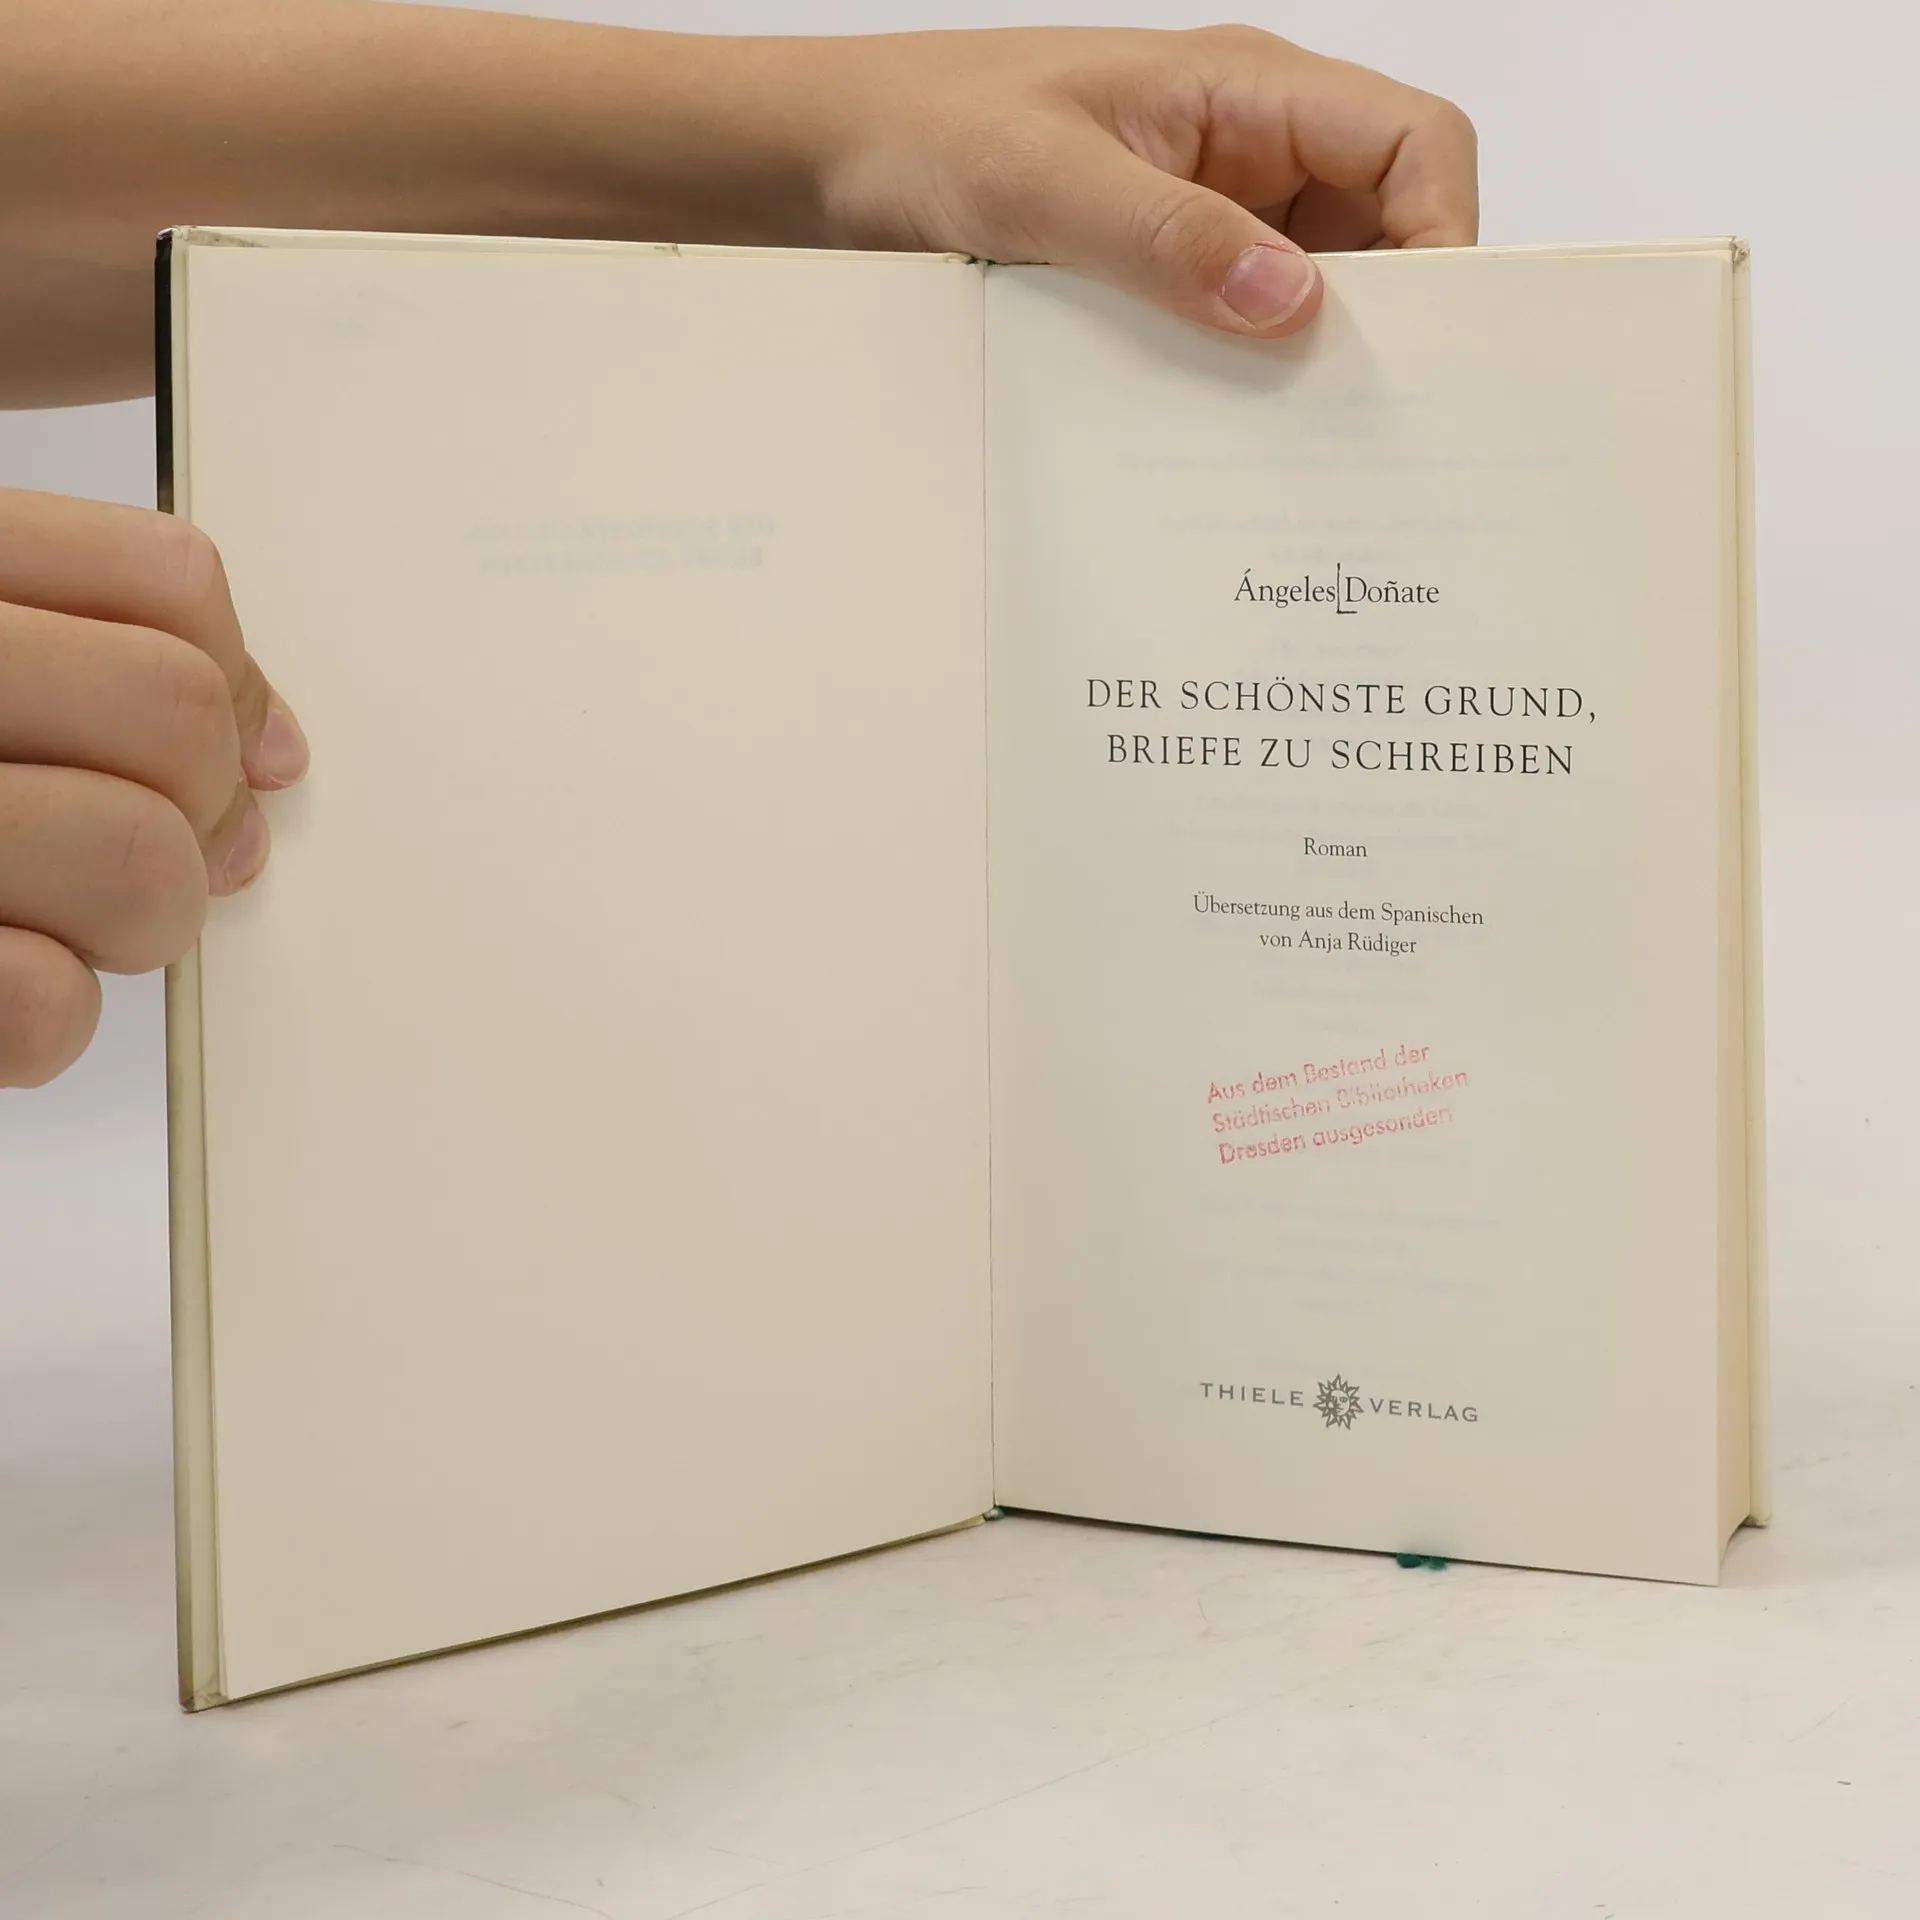 Ángeles Doñate
DER SCHÖNSTE GRUND,
BRIEFE ZU SCHREIBEN
Roman
Übersetzung aus dem Spanischen
von Anja Rüdiger
Aus dem Bestand der
Städtischen Bibliotheken
Dresden ausgesonden
THIELE VERLAG